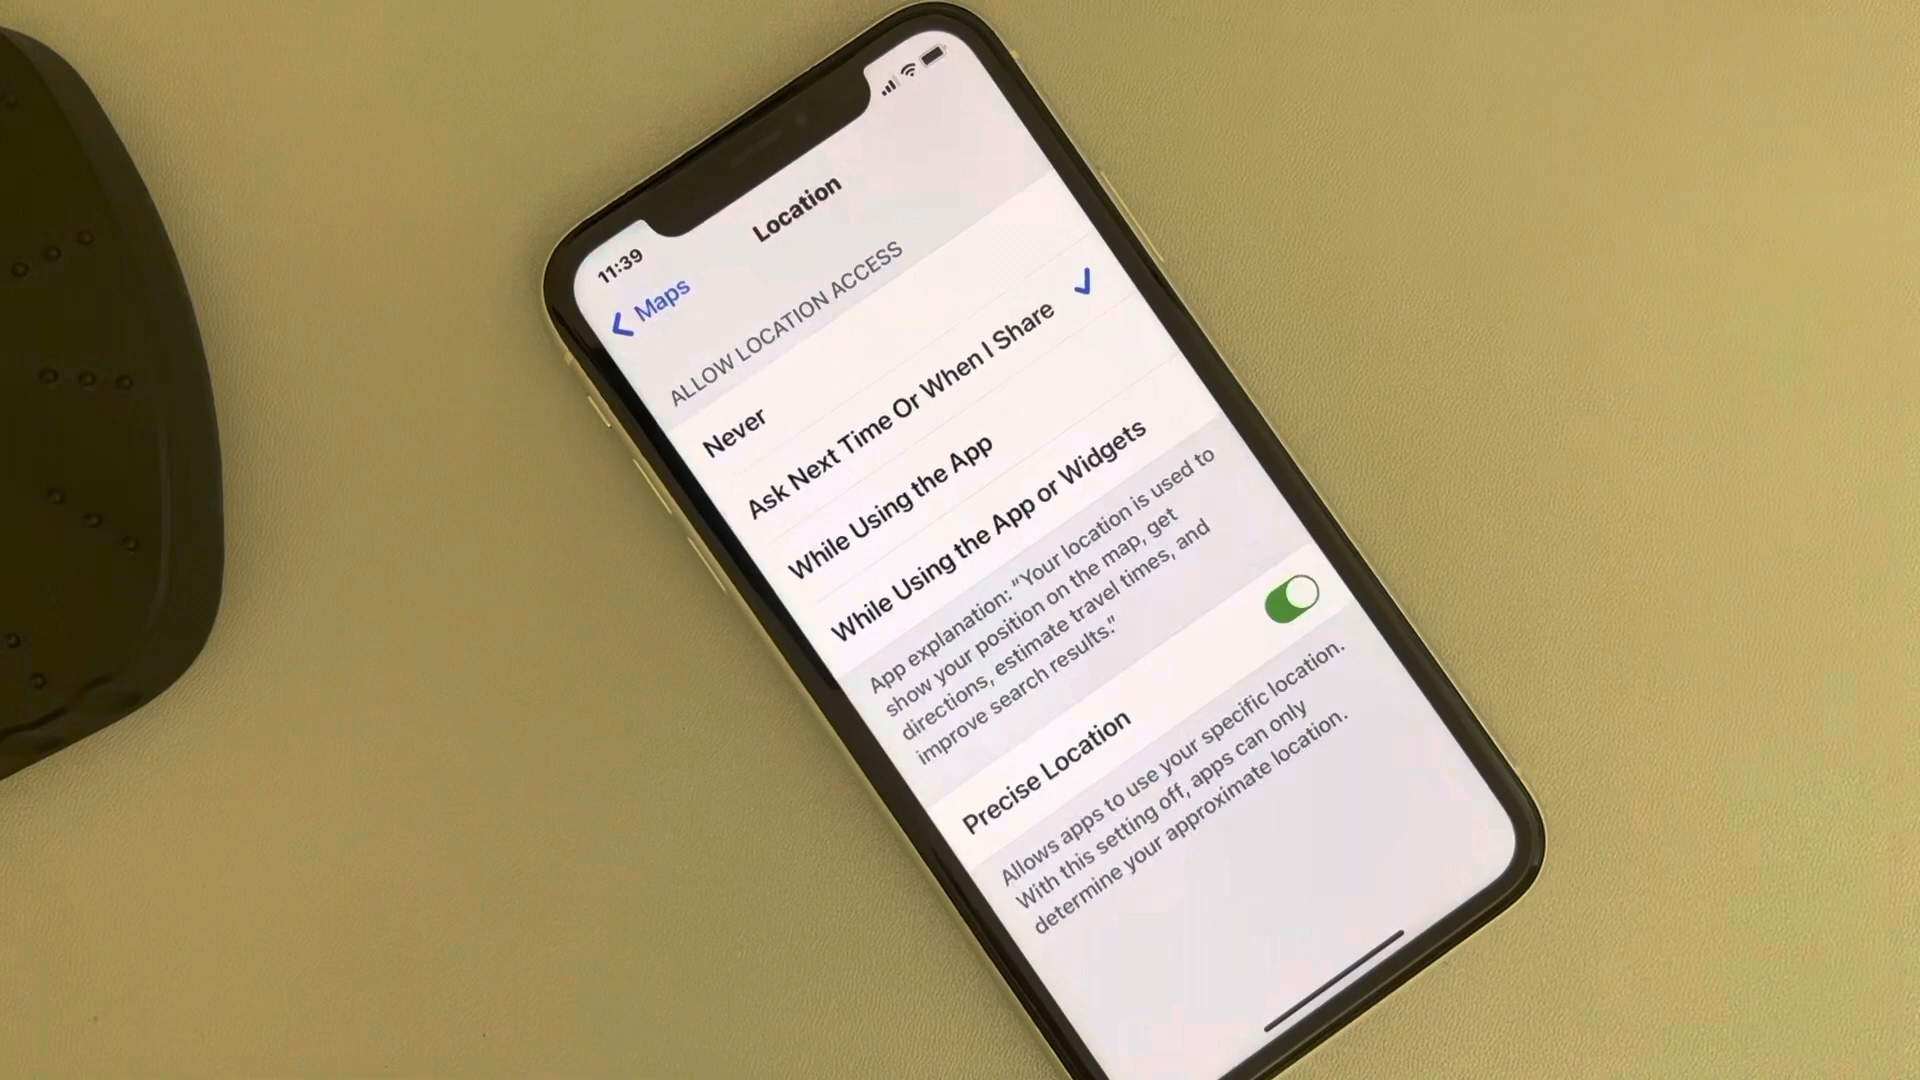 11:39
Maps
Location
ALLOW LOCATION ACCESS
Never
Ask Next Time Or When I Share
While Using the App
While Using the App or Widgets
App explanation: “Your location is used to
show your position on the map, get
directions, estimate travel times, and
improve search results.”
Precise Location
Allows apps to use your specific location.
With this setting off, apps can only
determine your approximate location.